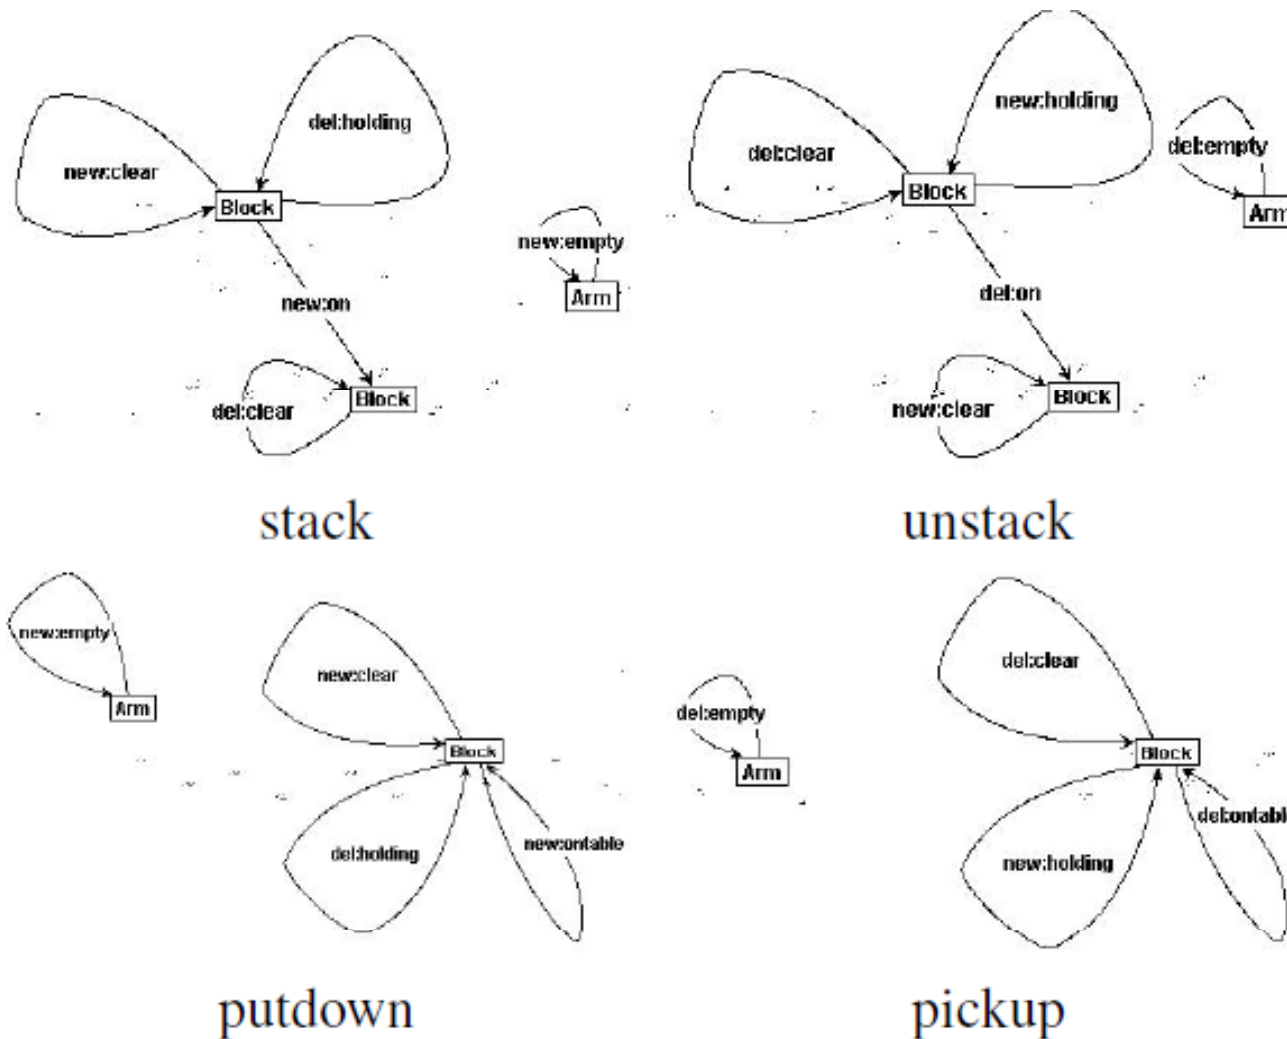 del:holding
new:clear
Block
new:empty
Arm
new:on
Block
del:clear
stack
new:holding
del:clear
del:empty
Block
Arm
del:on
Block
new:clear
unstack
new:empty
new:clear
Arm
Block
new:ontable
del:holding
putdown
del:clear
del:empty
Block
Arm
del:ontable
new:holding
pickup